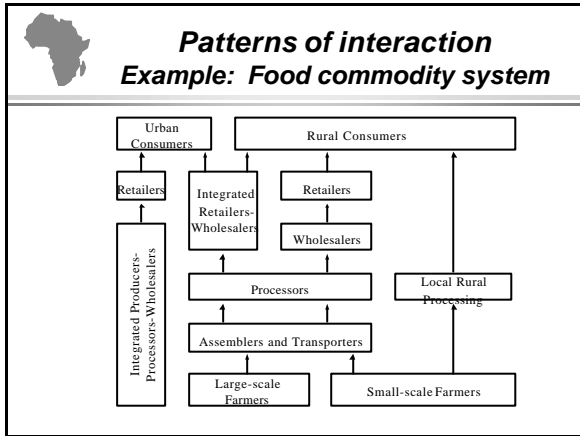 Patterns of interaction
Example: Food commodity system
Urban
Consumers
Rural Consumers
Retailers
Integrated
Retailers-
Wholesalers
Retailers
Wholesalers
Integrated Producers-
Processors-Wholesalers
Processors
Local Rural
Processing
Assemblers and Transporters
Large-scale
Farmers
Small-scale Farmers